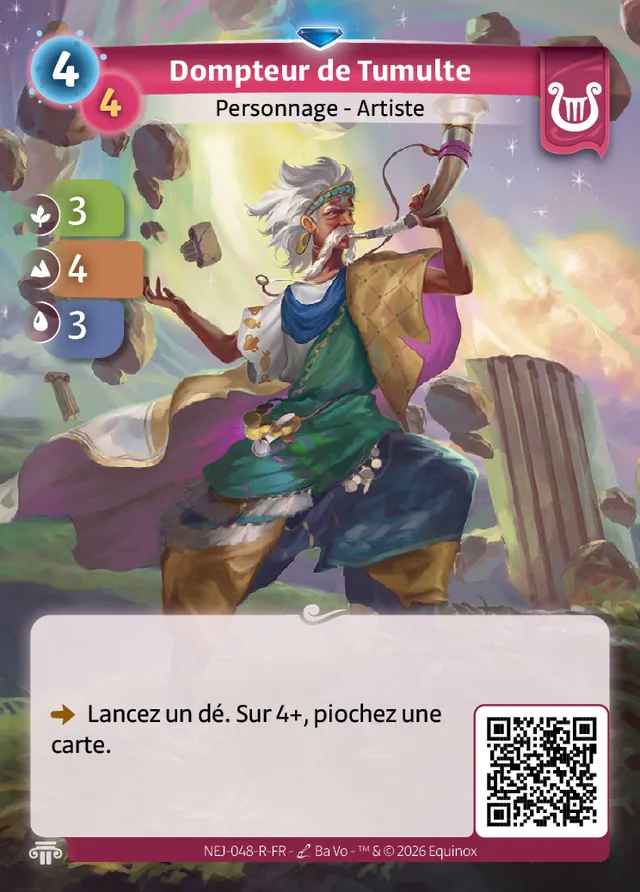 4
Dompteur de Tumulte
4
Personnage - Artiste
3
4
3
Lancez un dé. Sur 4+, piochez une
carte.
NEJ-048-R-FR - Ba Vo - ™ & © 2026 Equinox